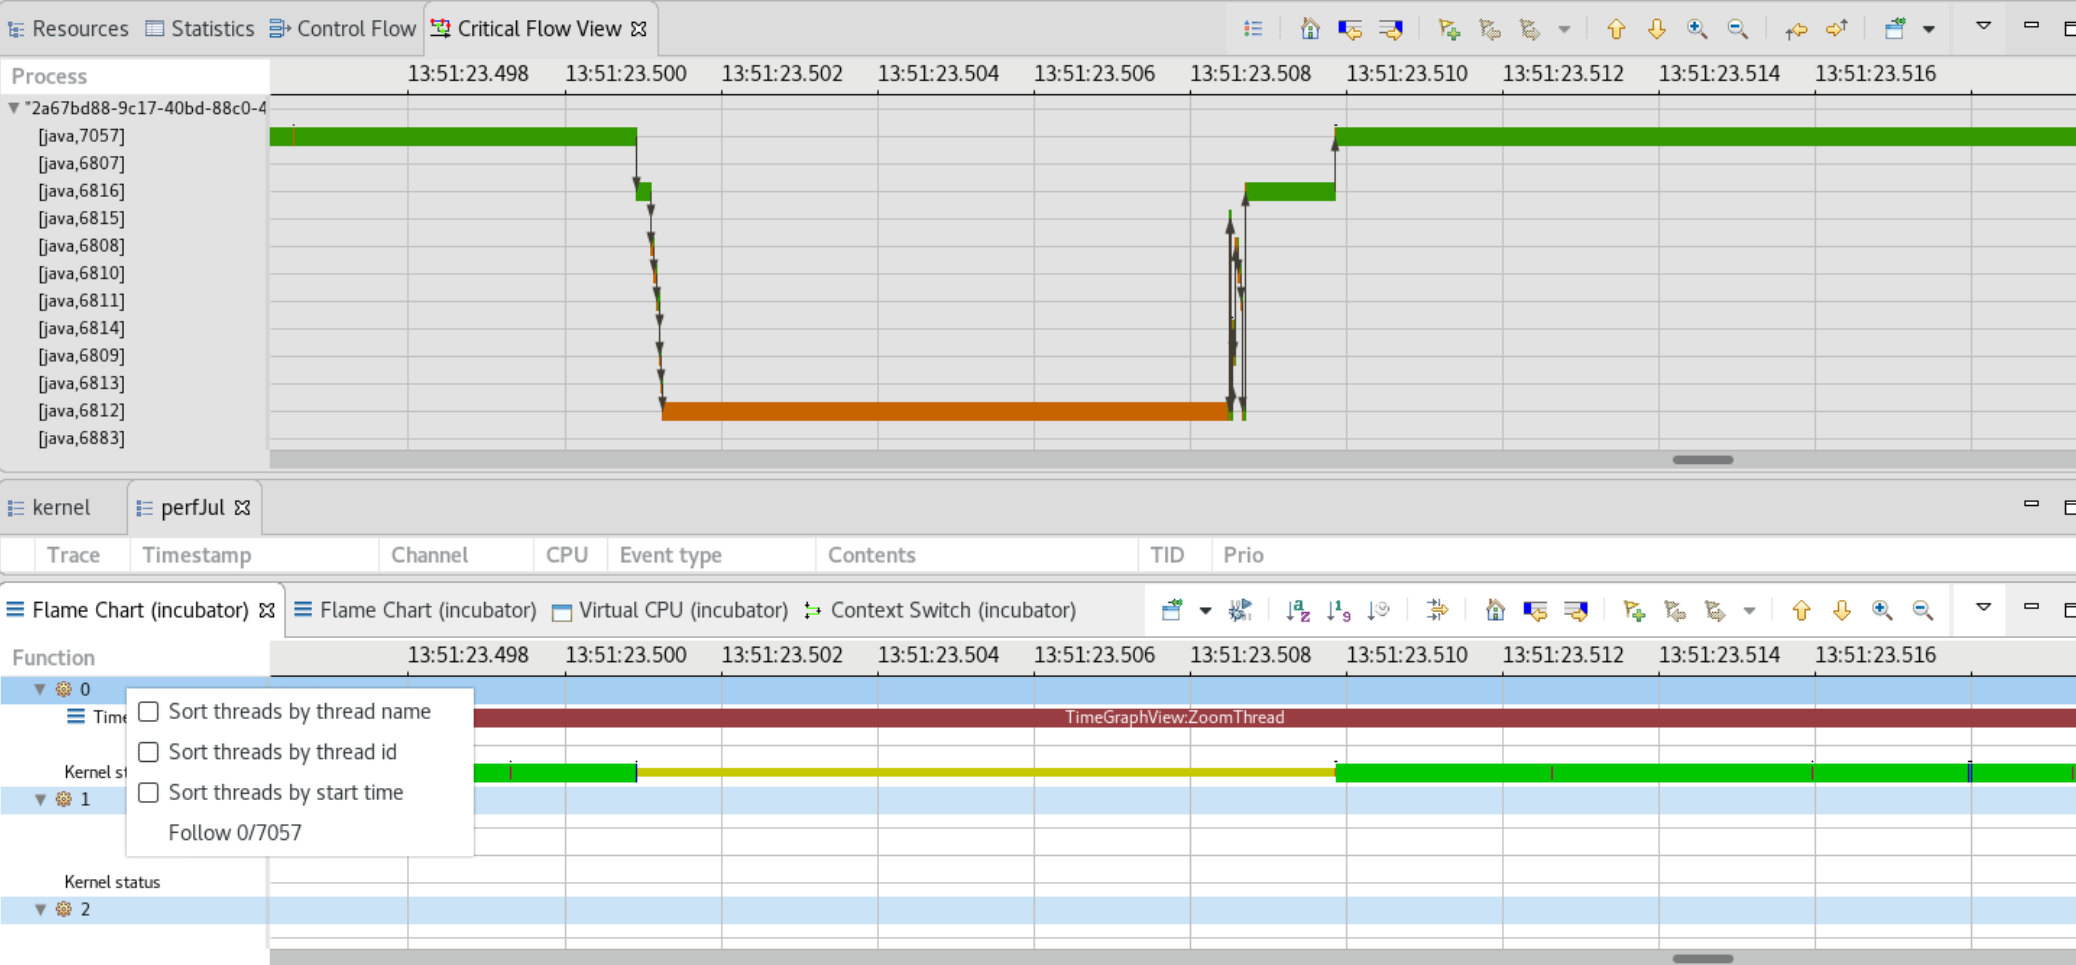 Resources Statistics Control Flow Critical Flow View
Process 13:51:23.498 13:51:23.500 13:51:23.502 13:51:23.504 13:51:23.506 13:51:23.508 13:51:23.510 13:51:23.512 13:51:23.514 13:51:23.516
"2a67bd88-9c17-40bd-88c0-4
[java,7057]
[java,6807]
[java,6816]
[java,6815]
[java,6808]
[java,6810]
[java,6811]
[java,6814]
[java,6809]
[java,6813]
[java,6812]
[java,6883]
kernel perfJul
Trace Timestamp Channel CPU Event type Contents TID Prio
Flame Chart (incubator) Flame Chart (incubator) Virtual CPU (incubator) Context Switch (incubator)
Function 13:51:23.498 13:51:23.500 13:51:23.502 13:51:23.504 13:51:23.506 13:51:23.508 13:51:23.510 13:51:23.512 13:51:23.514 13:51:23.516
0
Time TimeGraphView:ZoomThread
Sort threads by thread name
Sort threads by thread id
Kernel st
Sort threads by start time
1
Follow 0/7057
Kernel status
2